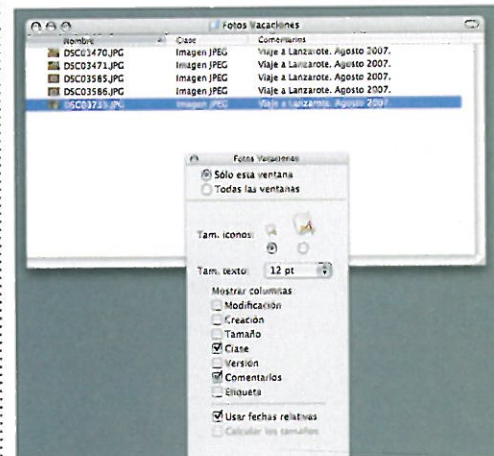 Fotos Vacaciones
Nombre Clase Comentarios
DSC03470.JPG Imagen JPEG Viaje a Lanzarote. Agosto 2007.
DSC03471.JPG Imagen JPEG Viaje a Lanzarote. Agosto 2007.
DSC03585.JPG Imagen JPEG Viaje a Lanzarote. Agosto 2007.
DSC03586.JPG Imagen JPEG Viaje a Lanzarote. Agosto 2007.
Imagen JPEG Viaje a Lanzarote. Agosto 2007.
Fotos Vacaciones
Sólo esta ventana
Todas las ventanas
Tam. iconos:
Tam. texto: 12 pt
Mostrar columnas:
Modificación
Creación
Tamaño
Clase
Versión
Comentarios
Etiqueta
Usar fechas relativas
Calcular los tamaños